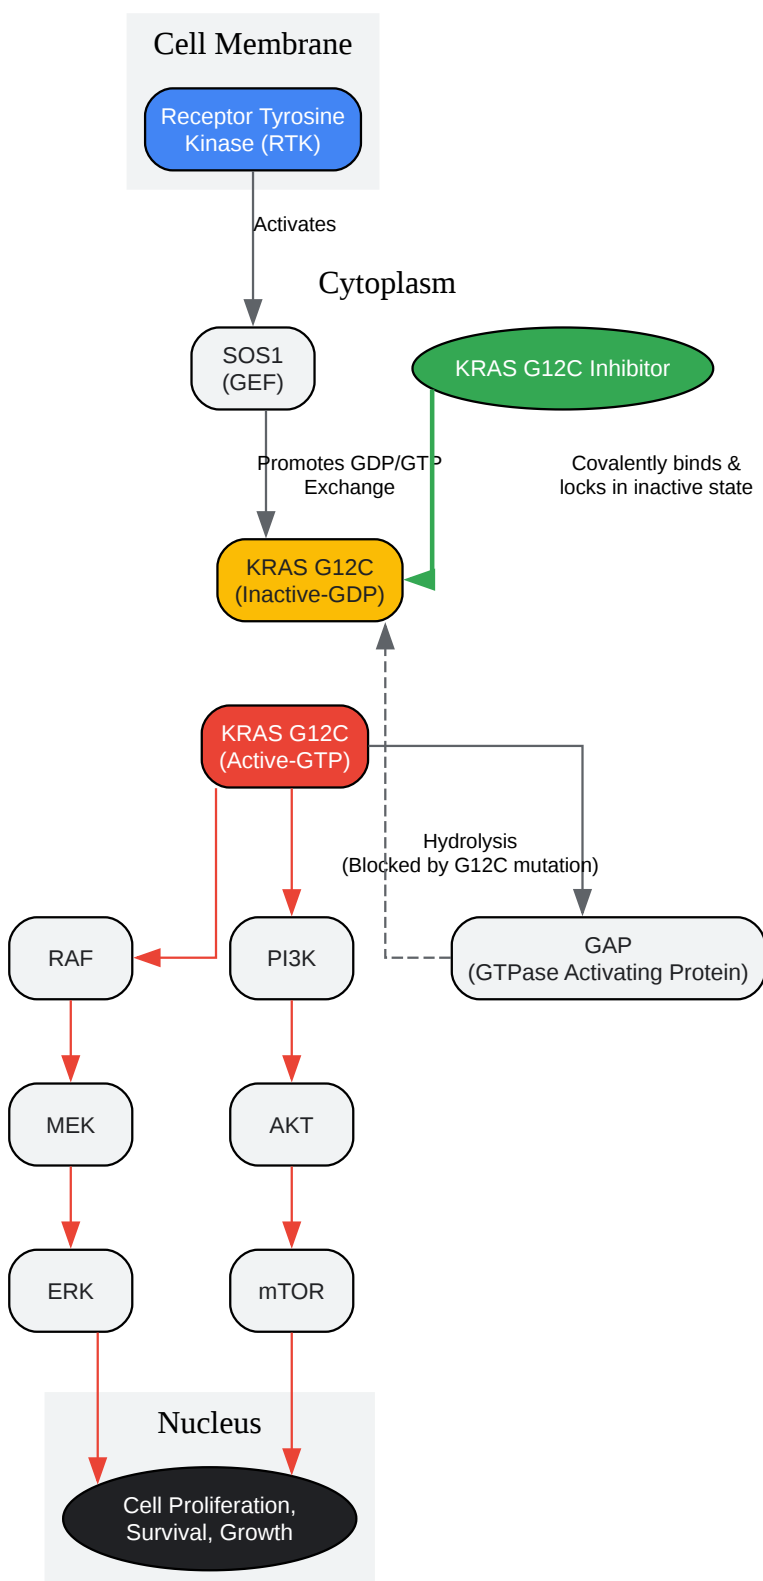 Cell Membrane
Receptor Tyrosine
Kinase (RTK)
Activates
Cytoplasm
SOS1
(GEF)
KRAS G12C Inhibitor
Promotes GDP/GTP
Exchange
Covalently binds &
locks in inactive state
KRAS G12C
(Inactive-GDP)
KRAS G12C
(Active-GTP)
Hydrolysis
(Blocked by G12C mutation)
RAF
PI3K
GAP
(GTPase Activating Protein)
MEK
AKT
ERK
mTOR
Nucleus
Cell Proliferation,
Survival, Growth